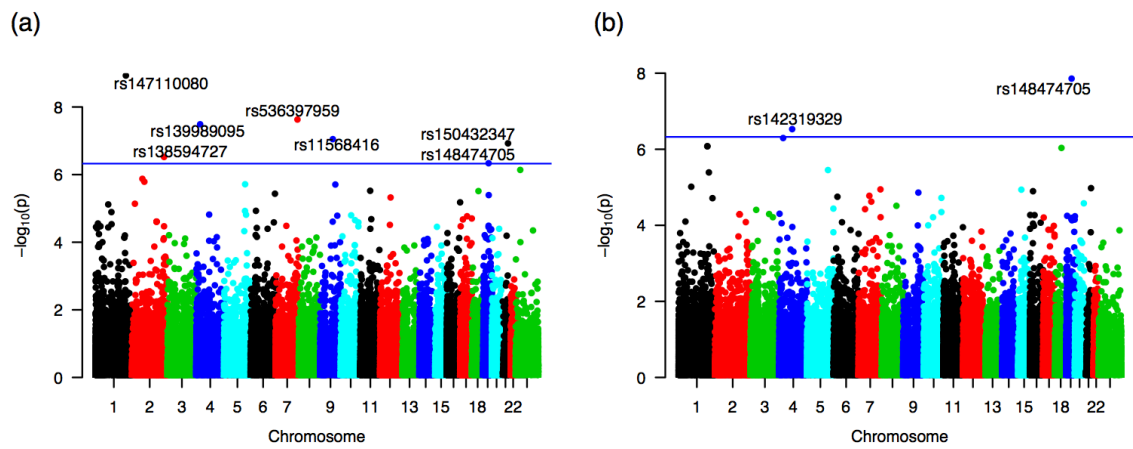 (a)
(b)
rs147110080
rs536397959
rs139989095
rs150432347
rs138594727
rs11568416
rs148474705
8
6
4
2
0
−log10(p)
1 2 3 4 5 6 7 9 11 13 15 18 22
Chromosome
rs148474705
rs142319329
8
6
4
2
0
−log10(p)
1 2 3 4 5 6 7 9 11 13 15 18 22
Chromosome